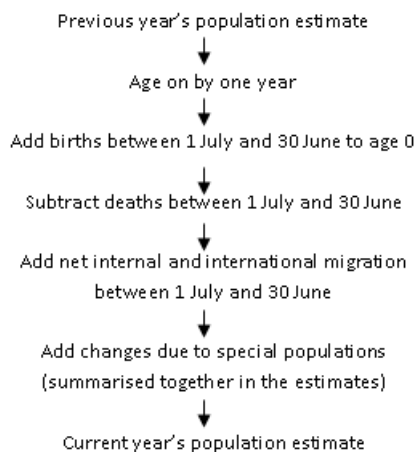 Previous year's population estimate
Age on by one year
Add births between 1 July and 30 June to age 0
Subtract deaths between 1 July and 30 June
Add net internal and international migration
between 1 July and 30 June
Add changes due to special populations
(summarised together in the estimates)
Current year's population estimate